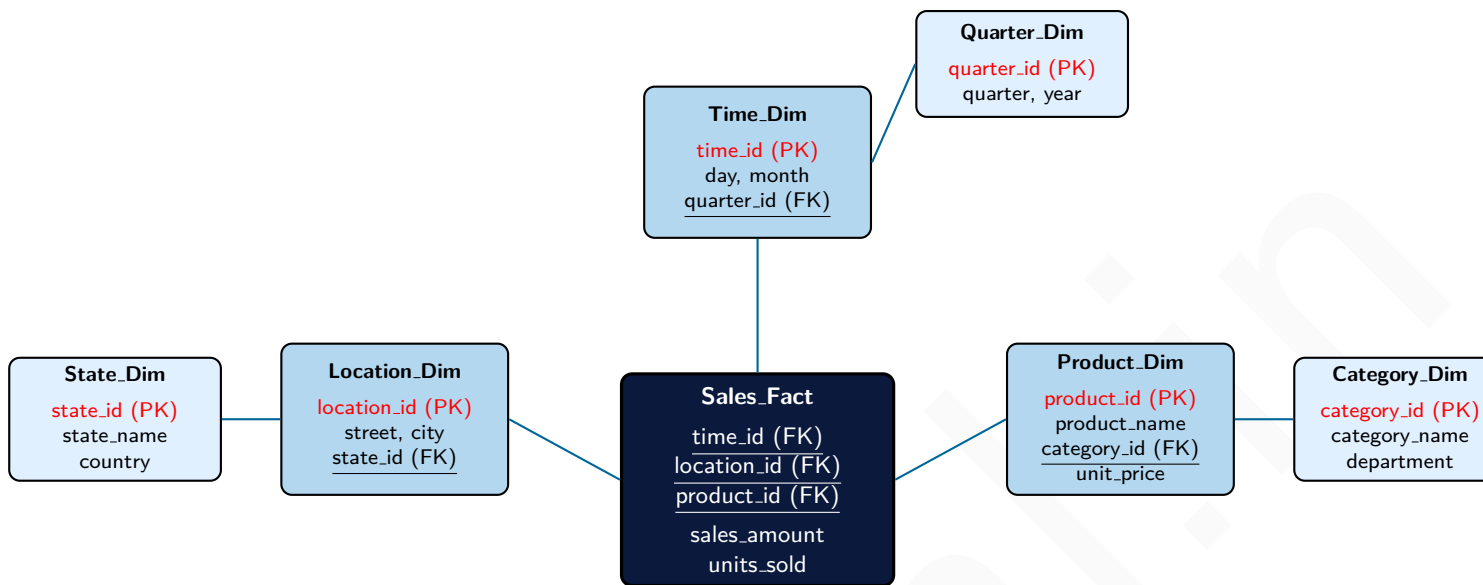 Quarter_Dim
quarter_id (PK)
quarter, year
Time_Dim
time_id (PK)
day, month
quarter_id (FK)
State_Dim
state_id (PK)
state_name
country
Location_Dim
location_id (PK)
street, city
state_id (FK)
Sales_Fact
time_id (FK)
location_id (FK)
product_id (FK)
sales_amount
units_sold
Product_Dim
product_id (PK)
product_name
category_id (FK)
unit_price
Category_Dim
category_id (PK)
category_name
department